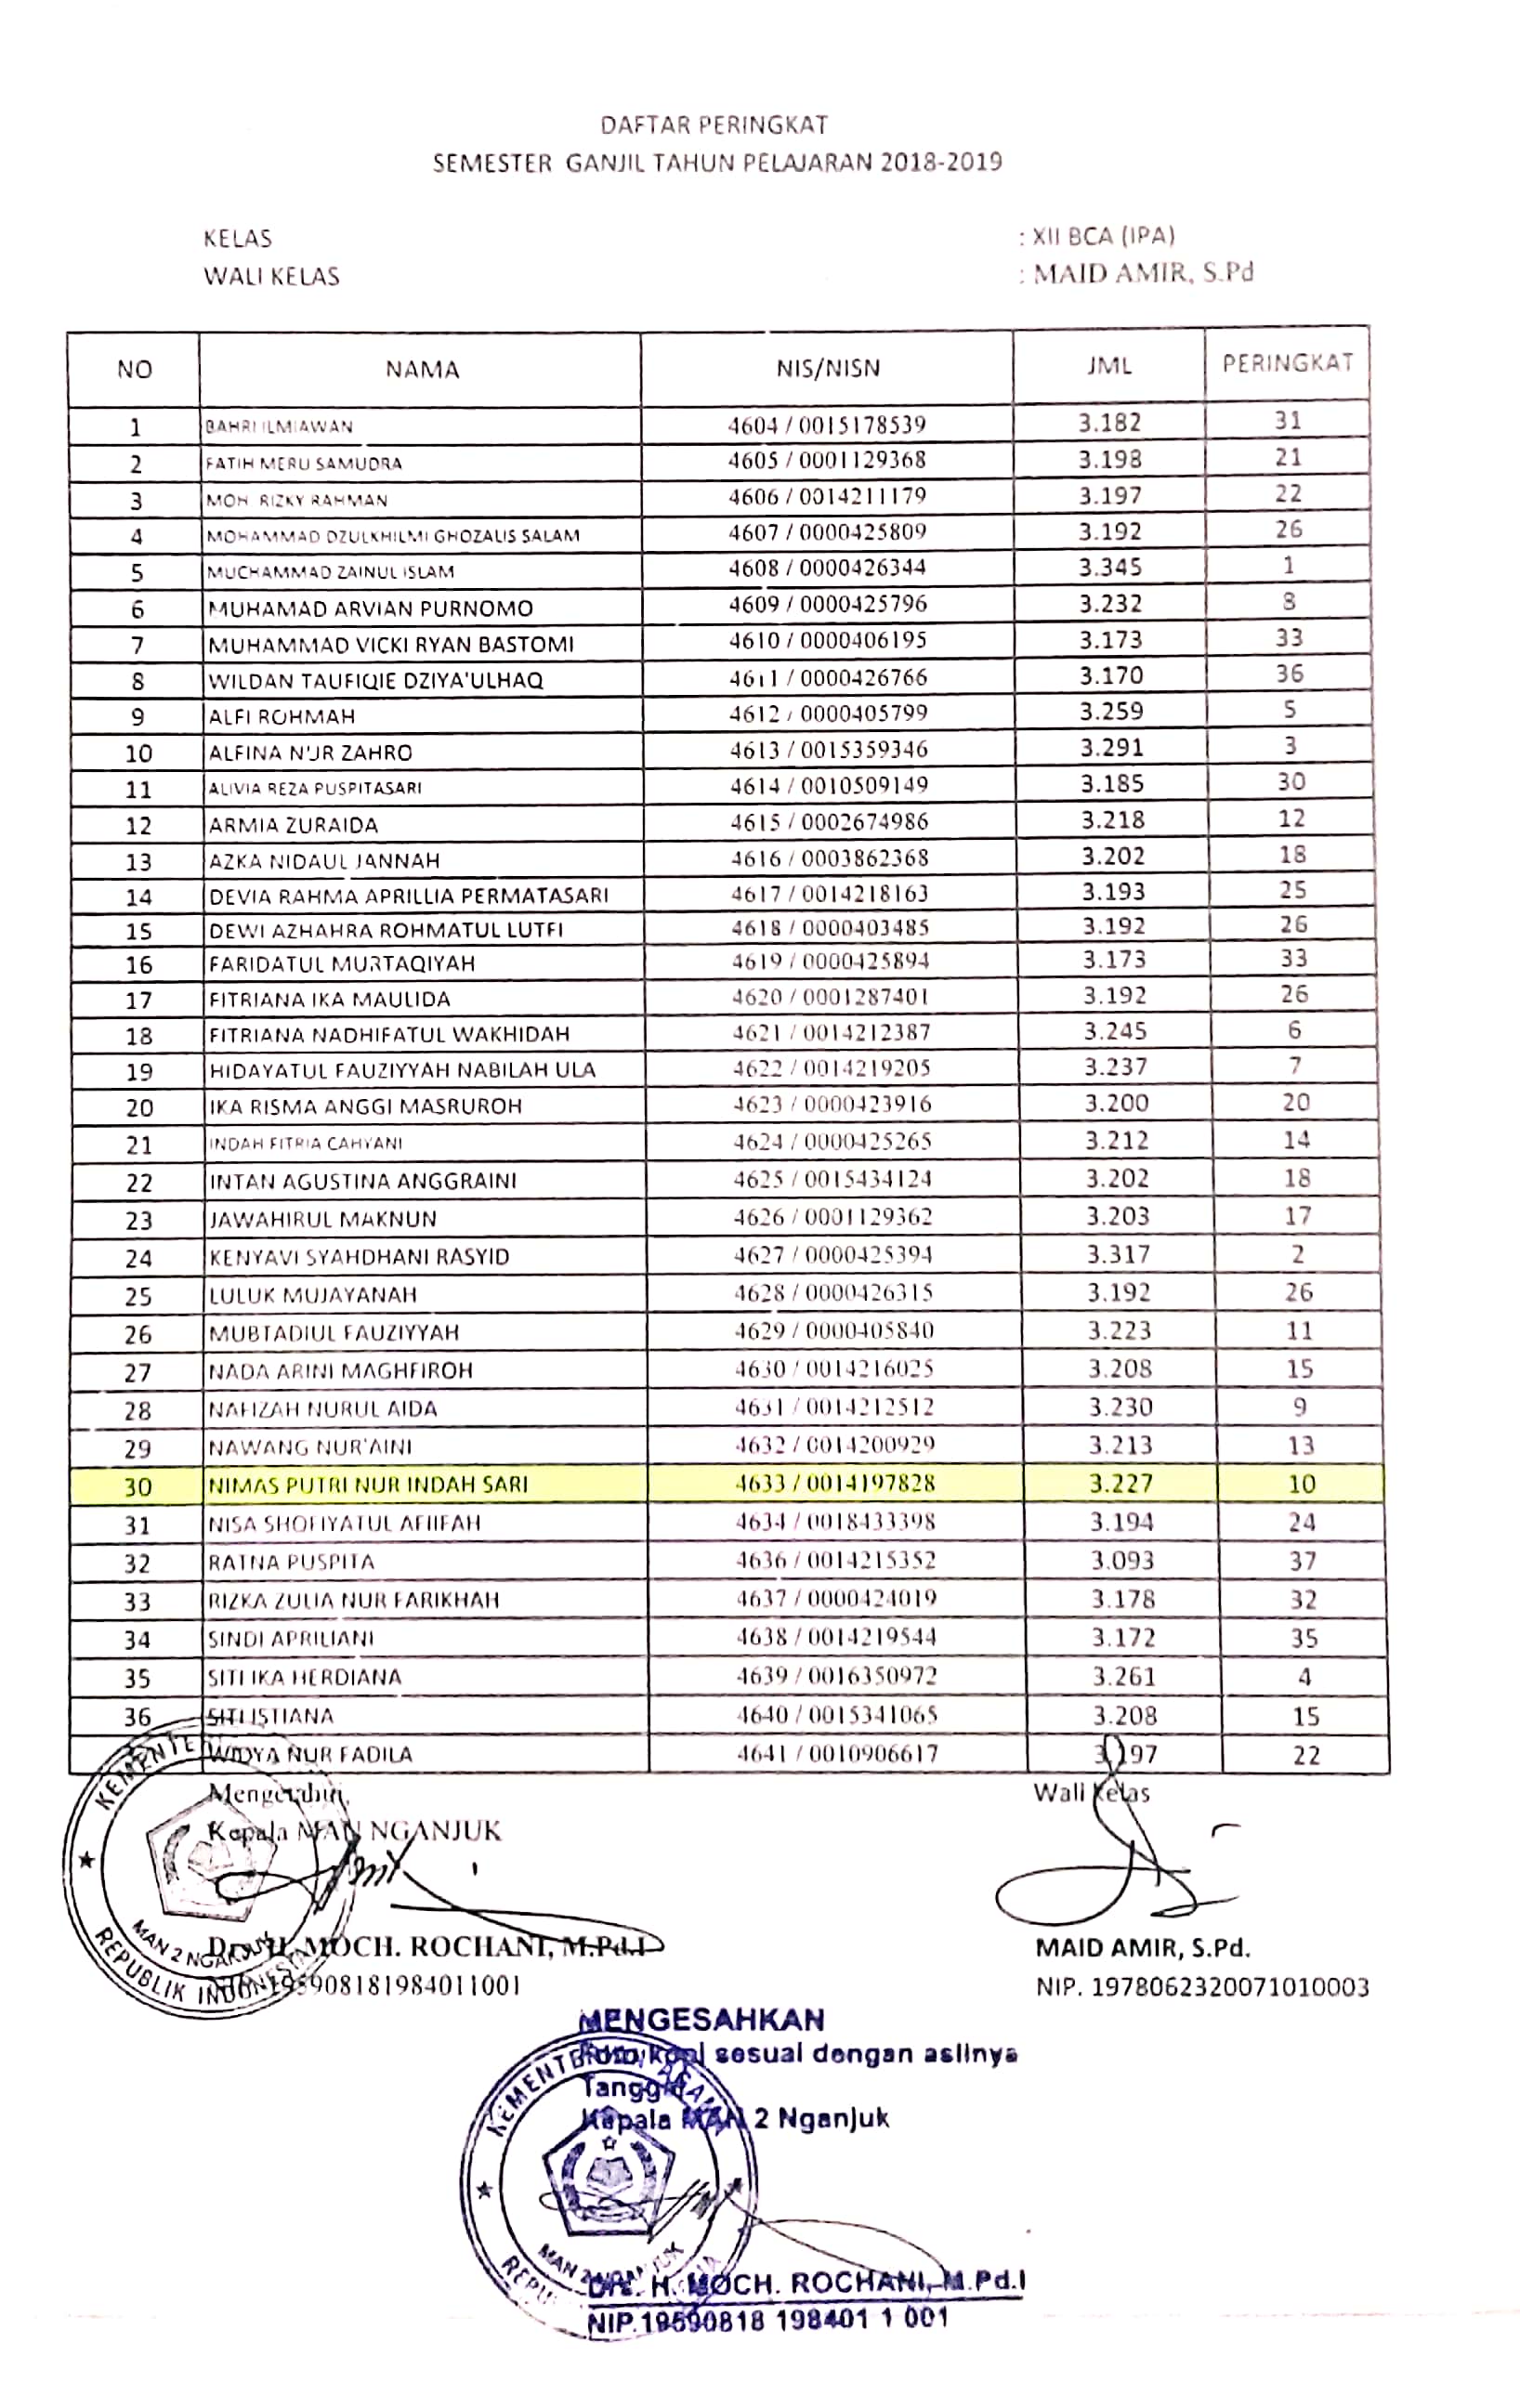 DAFTAR PERINGKAT
SEMESTER GANJIL TAHUN PELAJARAN 2018-2019
KELAS : XII BCA (IPA)
WALI KELAS : MAID AMIR, S.Pd
NO NAMA NIS/NISN JML PERINGKAT
1 BAHRI ILMIAWAN 4604 / 0015178539 3.182 31
2 FATIH MERU SAMUDRA 4605 / 0001129368 3.198 21
3 MOH RIZKY RAHMAN 4606 / 0014211179 3.197 22
4 MOHAMMAD DZULKHILMI GHOZALIS SALAM 4607 / 0000425809 3.192 26
5 MUCHAMMAD ZAINUL ISLAM 4608 / 0000426344 3.345 1
6 MUHAMAD ARVIAN PURNOMO 4609 / 0000425796 3.232 8
7 MUHAMMAD VICKI RYAN BASTOMI 4610 / 0000406195 3.173 33
8 WILDAN TAUFIQIE DZIYA'ULHAQ 4611 / 0000426766 3.170 36
9 ALFI ROHMAH 4612 / 0000405799 3.259 5
10 ALFINA NUR ZAHRO 4613 / 0015359346 3.291 3
11 ALIVIA REZA PUSPITASARI 4614 / 0010509149 3.185 30
12 ARMIA ZURAIDA 4615 / 0002674986 3.218 12
13 AZKA NIDAUL JANNAH 4616 / 0003862368 3.202 18
14 DEVIA RAHMA APRILLIA PERMATASARI 4617 / 0014218163 3.193 25
15 DEWI AZHAHRA ROHMATUL LUTFI 4618 / 0000403485 3.192 26
16 FARIDATUL MURTAQIYAH 4619 / 0000425894 3.173 33
17 FITRIANA IKA MAULIDA 4620 / 0001287401 3.192 26
18 FITRIANA NADHIFATUL WAKHIDAH 4621 / 0014212387 3.245 6
19 HIDAYATUL FAUZIYYAH NABILAH ULA 4622 / 0014219205 3.237 7
20 IKA RISMA ANGGI MASRUROH 4623 / 0000423916 3.200 20
21 INDAH FITRIA CAHYANI 4624 / 0000425265 3.212 14
22 INTAN AGUSTINA ANGGRAINI 4625 / 0015434124 3.202 18
23 JAWAHIRUL MAKNUN 4626 / 0001129362 3.203 17
24 KENYAVI SYAHDHANI RASYID 4627 / 0000425394 3.317 2
25 LULUK MUJAYANAH 4628 / 0000426315 3.192 26
26 MUBTADIUL FAUZIYYAH 4629 / 0000405840 3.223 11
27 NADA ARINI MAGHFIROH 4630 / 0014216025 3.208 15
28 NAFIZAH NURUL AIDA 4631 / 0014212512 3.230 9
29 NAWANG NUR'AINI 4632 / 0014200929 3.213 13
30 NIMAS PUTRI NUR INDAH SARI 4633 / 0014197828 3.227 10
31 NISA SHOFIYATUL AFIIFAH 4634 / 0018433398 3.194 24
32 RATNA PUSPITA 4636 / 0014215352 3.093 37
33 RIZKA ZULIA NUR FARIKHAH 4637 / 0000424019 3.178 32
34 SINDI APRILIANI 4638 / 0014219544 3.172 35
35 SITI IKA HERDIANA 4639 / 0016350972 3.261 4
36 SITI ISTIANA 4640 / 0015341065 3.208 15
WIDYA NUR FADILA 4641 / 0010906617 3.197 22
Mengetahui, Wali Kelas
Kepala MAN NGANJUK
MAN 2 NGANJUK
REPUBLIK INDONESIA
Drs. H. MOCH. ROCHANI, M.Pd.I MAID AMIR, S.Pd.
195908181984011001 NIP. 1978062320071010003
MENGESAHKAN
Foto kopi sesuai dengan aslinya
Tanggal
Kepala MAN 2 Nganjuk
KEMENTERIAN AGAMA
MAN 2 NGANJUK
Drs. H. MOCH. ROCHANI, M.Pd.I
NIP.19590818 198401 1 001